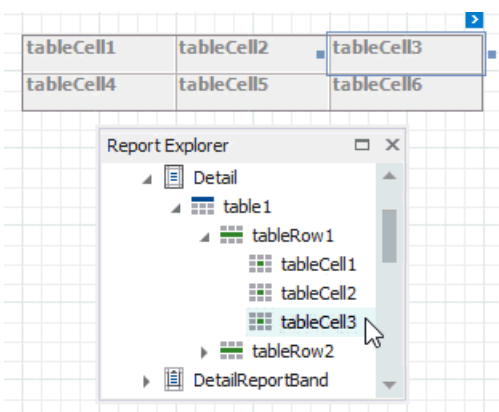 tableCell1 tableCell2 tableCell3
tableCell4 tableCell5 tableCell6
Report Explorer
Detail
table1
tableRow1
tableCell1
tableCell2
tableCell3
tableRow2
DetailReportBand